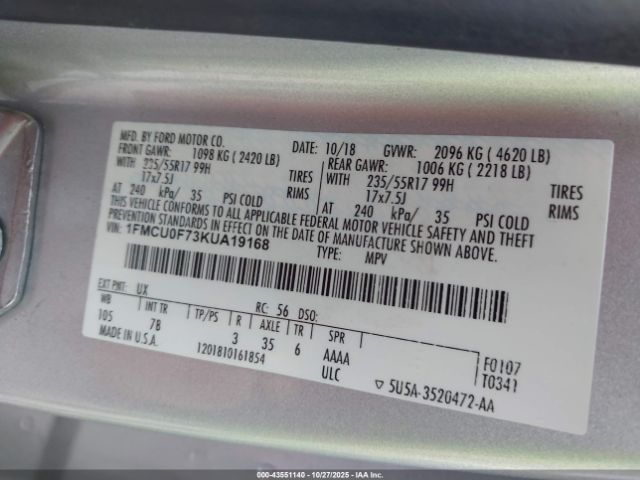 MFD. BY FORD MOTOR CO.
DATE: 10/18 GVWR: 2096 KG ( 4620 LB)
FRONT GAWR: 1098 KG (2420 LB) REAR GAWR: 1006 KG ( 2218 LB)
WITH 235/55R17 99H TIRES WITH 235/55R17 99H TIRES
17x7.5J RIMS 17x7.5J RIMS
AT 240 kPa/ 35 PSI COLD AT 240 kPa/ 35 PSI COLD
THIS VEHICLE CONFORMS TO ALL APPLICABLE FEDERAL MOTOR VEHICLE SAFETY AND THEFT
PREVENTION STANDARDS IN EFFECT ON THE DATE OF MANUFACTURE SHOWN ABOVE.
VIN: 1FMCU0F73KUA19168
TYPE: MPV
EXT PNT: UX RC: 56 DSO:
WB INT TR TP/PS R AXLE TR SPR
105 7B 3 35 6 AAAA
MADE IN U.S.A. 1201810161854 ULC
F0107
T0341
▽ 5U5A-3520472-AA
000-43551140 - 10/27/2025 - IAA, Inc.